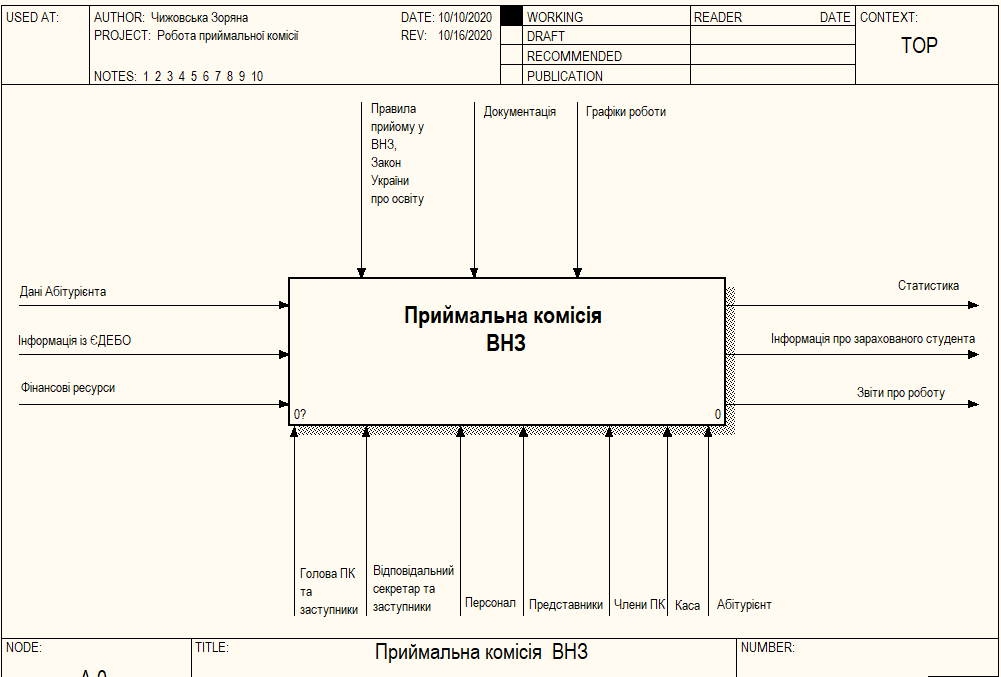 USED AT:
AUTHOR: Чижовська Зоряна
DATE: 10/10/2020
PROJECT: Робота приймальної комісії
REV: 10/16/2020
NOTES: 1 2 3 4 5 6 7 8 9 10
WORKING
DRAFT
RECOMMENDED
PUBLICATION
READER
DATE
CONTEXT:
TOP
Правила
прийому у
ВНЗ,
Закон
України
про освіту
Документація
Графіки роботи
Дані Абітурієнта
Інформація із ЄДЕБО
Фінансові ресурси
Приймальна комісія
ВНЗ
0?
0
Статистика
Інформація про зарахованого студента
Звіти про роботу
Голова ПК
та
заступники
Відповідальний
секретар та
заступники
Персонал
Представники
Члени ПК
Каса
Абітурієнт
NODE:
A-0
TITLE:
Приймальна комісія ВНЗ
NUMBER: